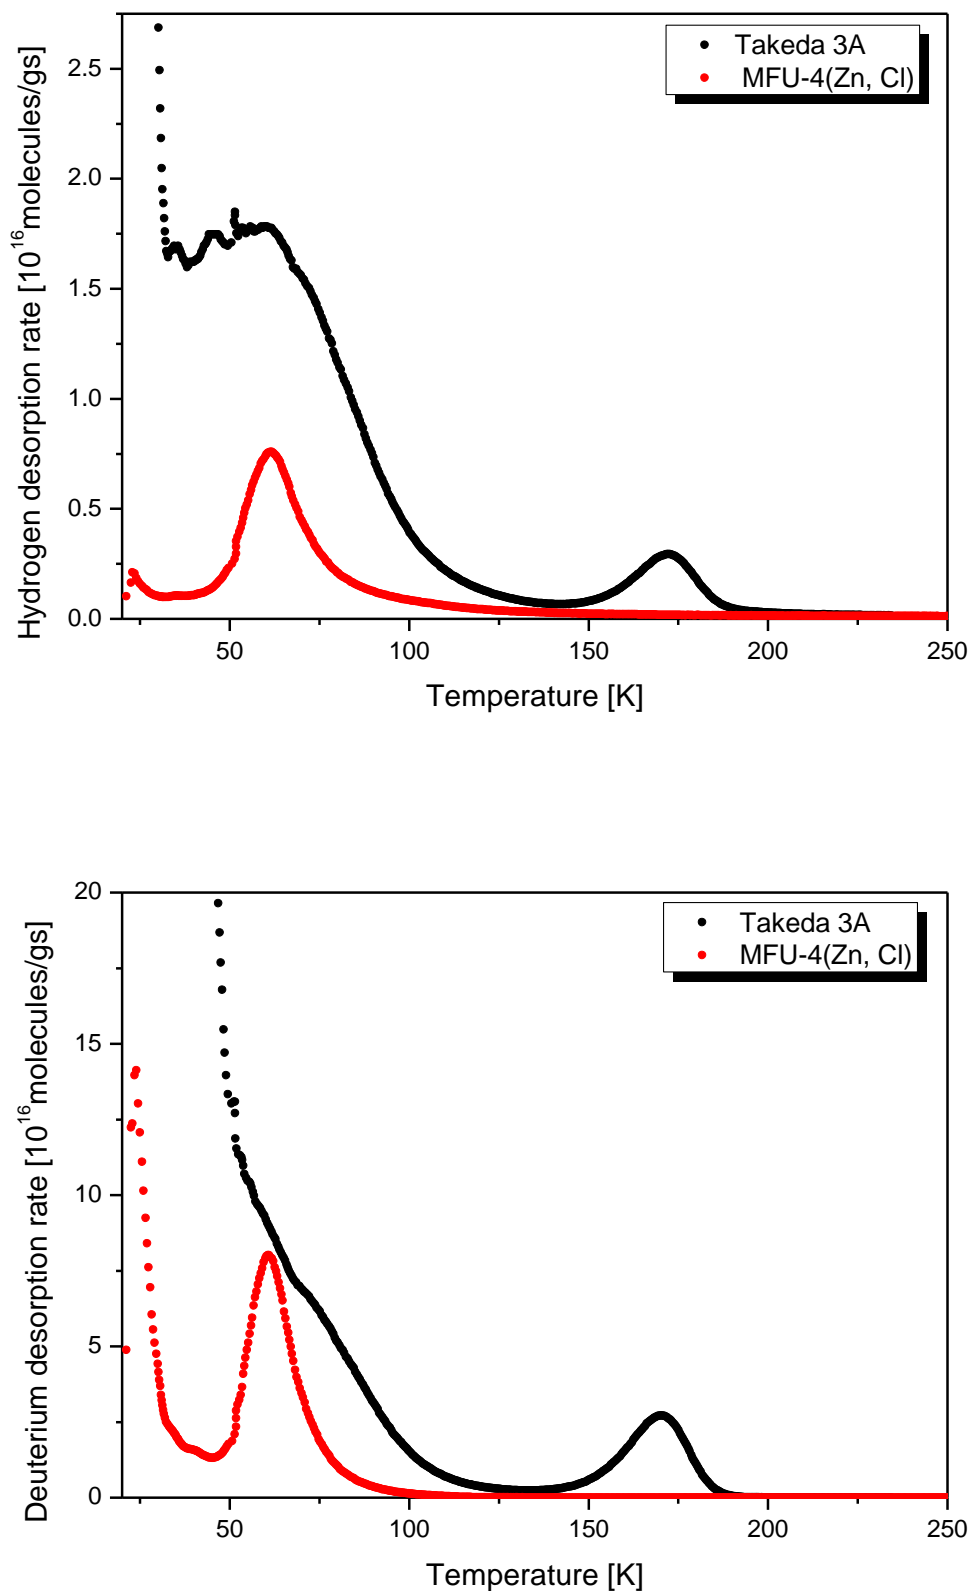 Takeda 3A
MFU-4(Zn, Cl)
Hydrogen desorption rate [10^16 molecules/gs]
2.5
2.0
1.5
1.0
0.5
0.0
50
100
150
200
250
Temperature [K]
Takeda 3A
MFU-4(Zn, Cl)
Deuterium desorption rate [10^16 molecules/gs]
20
15
10
5
0
50
100
150
200
250
Temperature [K]